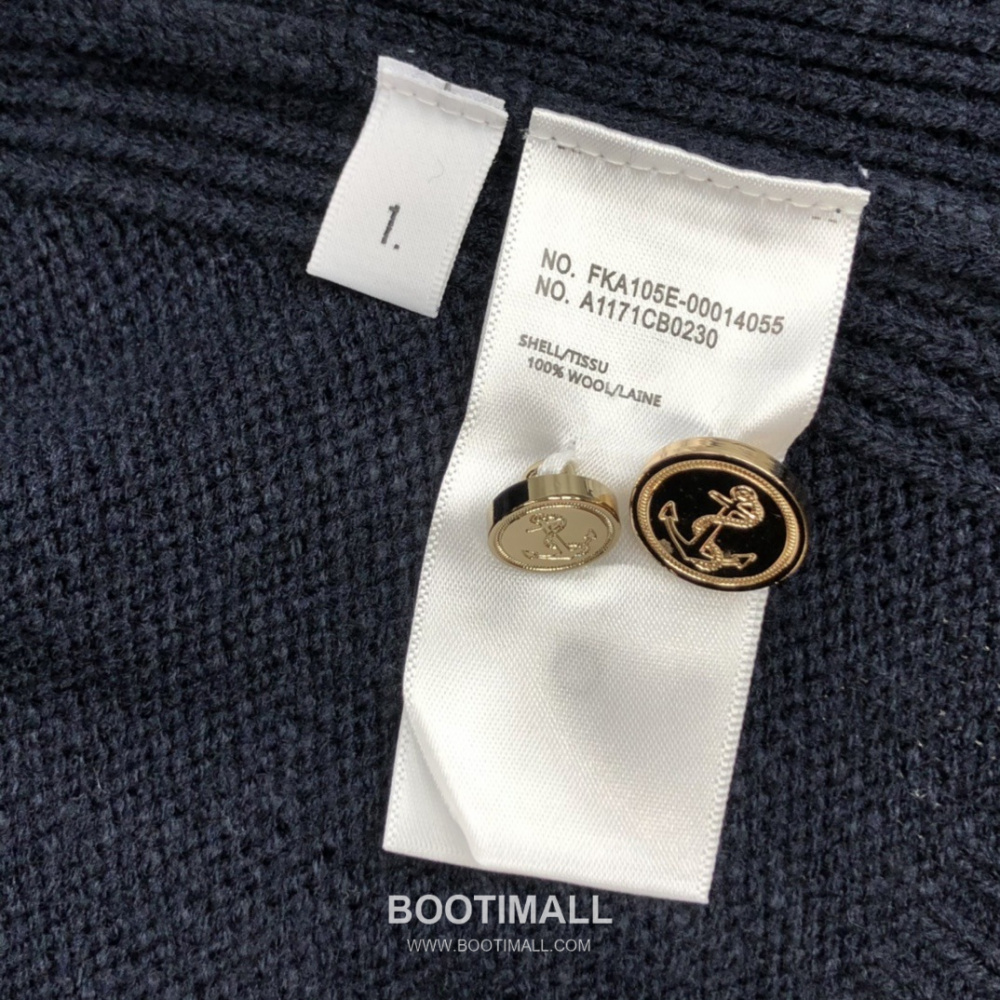 1.
NO. FKA105E-00014055
NO. A1171CB0230
SHELL/TISSU
100% WOOL/LAINE
BOOTIMALL
WWW.BOOTIMALL.COM